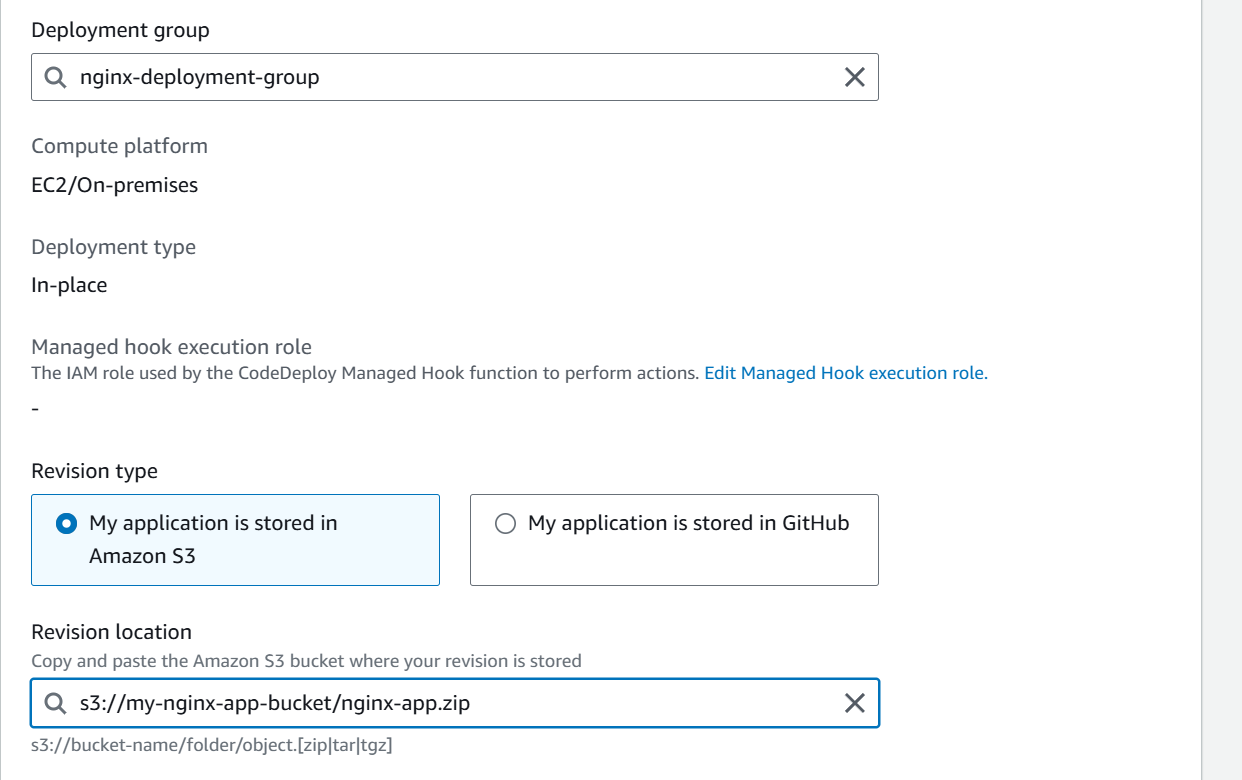 Deployment group
nginx-deployment-group
Compute platform
EC2/On-premises
Deployment type
In-place
Managed hook execution role
The IAM role used by the CodeDeploy Managed Hook function to perform actions. Edit Managed Hook execution role.
-
Revision type
My application is stored in
Amazon S3
My application is stored in GitHub
Revision location
Copy and paste the Amazon S3 bucket where your revision is stored
s3://my-nginx-app-bucket/nginx-app.zip
s3://bucket-name/folder/object.[zip|tar|tgz]